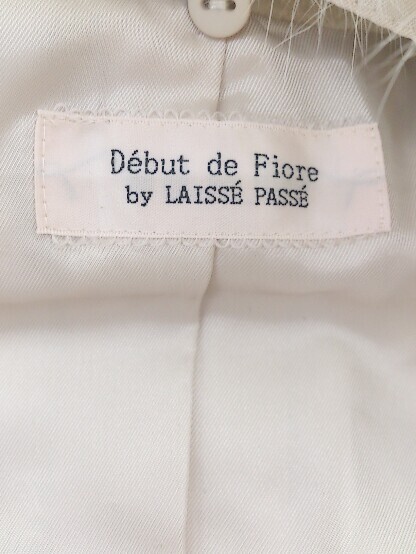 Début de Fiore
by LAISSÉ PASSÉ